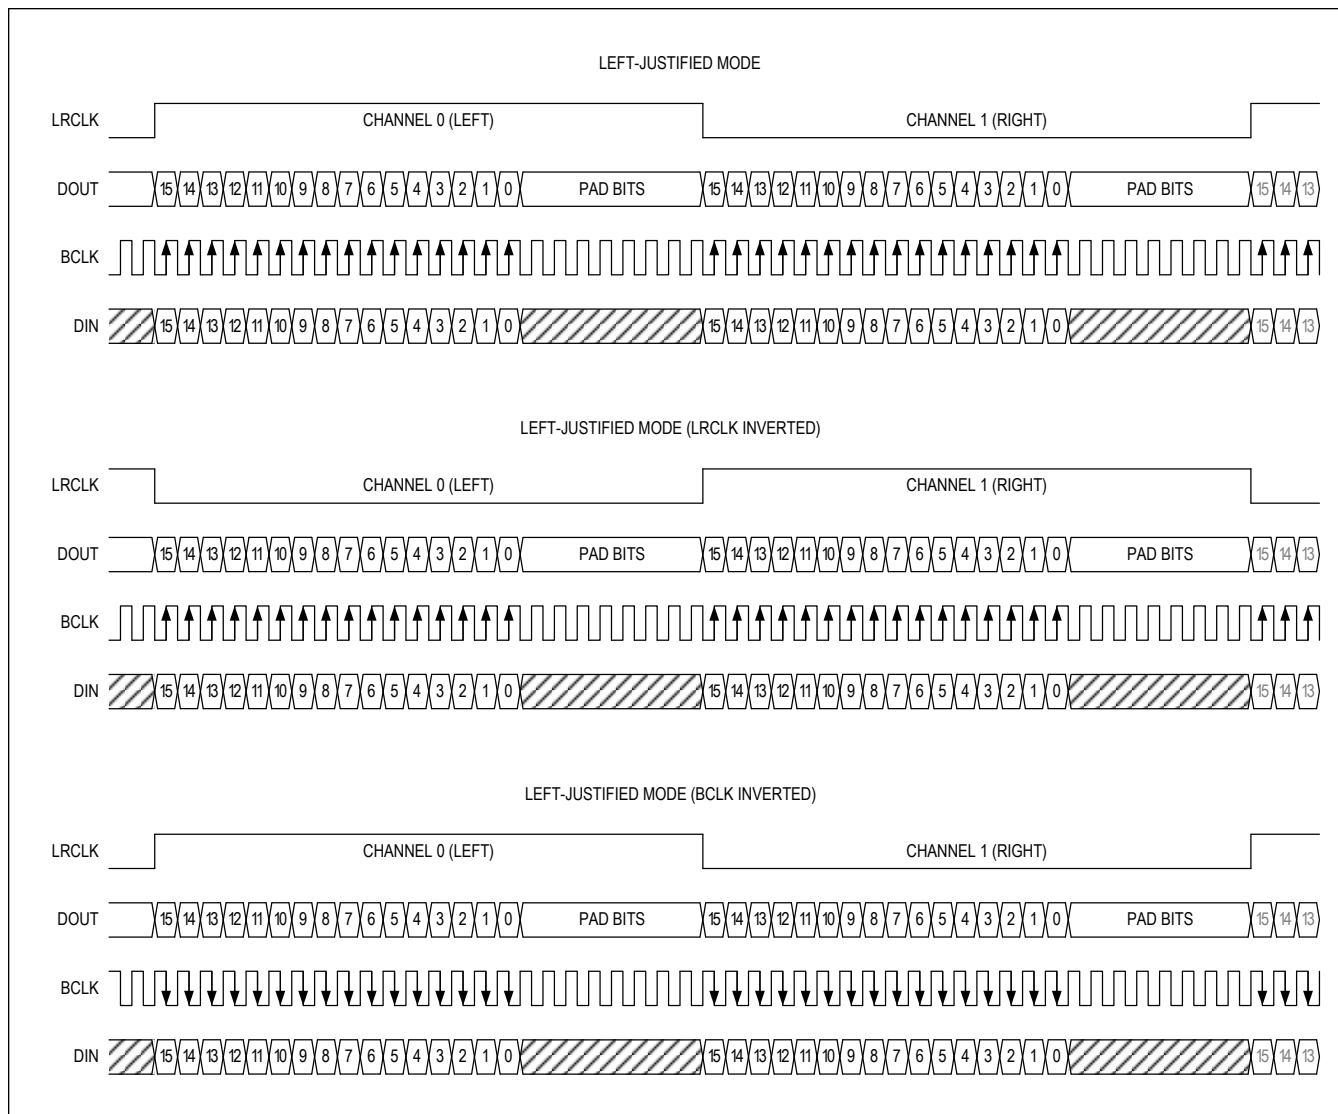 LEFT-JUSTIFIED MODE
LRCLK CHANNEL 0 (LEFT) CHANNEL 1 (RIGHT)
DOUT 15 14 13 12 11 10 9 8 7 6 5 4 3 2 1 0 PAD BITS 15 14 13 12 11 10 9 8 7 6 5 4 3 2 1 0 PAD BITS 15 14 13
BCLK
DIN 15 14 13 12 11 10 9 8 7 6 5 4 3 2 1 0 15 14 13 12 11 10 9 8 7 6 5 4 3 2 1 0 15 14 13
LEFT-JUSTIFIED MODE (LRCLK INVERTED)
LRCLK CHANNEL 0 (LEFT) CHANNEL 1 (RIGHT)
DOUT 15 14 13 12 11 10 9 8 7 6 5 4 3 2 1 0 PAD BITS 15 14 13 12 11 10 9 8 7 6 5 4 3 2 1 0 PAD BITS 15 14 13
BCLK
DIN 15 14 13 12 11 10 9 8 7 6 5 4 3 2 1 0 15 14 13 12 11 10 9 8 7 6 5 4 3 2 1 0 15 14 13
LEFT-JUSTIFIED MODE (BCLK INVERTED)
LRCLK CHANNEL 0 (LEFT) CHANNEL 1 (RIGHT)
DOUT 15 14 13 12 11 10 9 8 7 6 5 4 3 2 1 0 PAD BITS 15 14 13 12 11 10 9 8 7 6 5 4 3 2 1 0 PAD BITS 15 14 13
BCLK
DIN 15 14 13 12 11 10 9 8 7 6 5 4 3 2 1 0 15 14 13 12 11 10 9 8 7 6 5 4 3 2 1 0 15 14 13